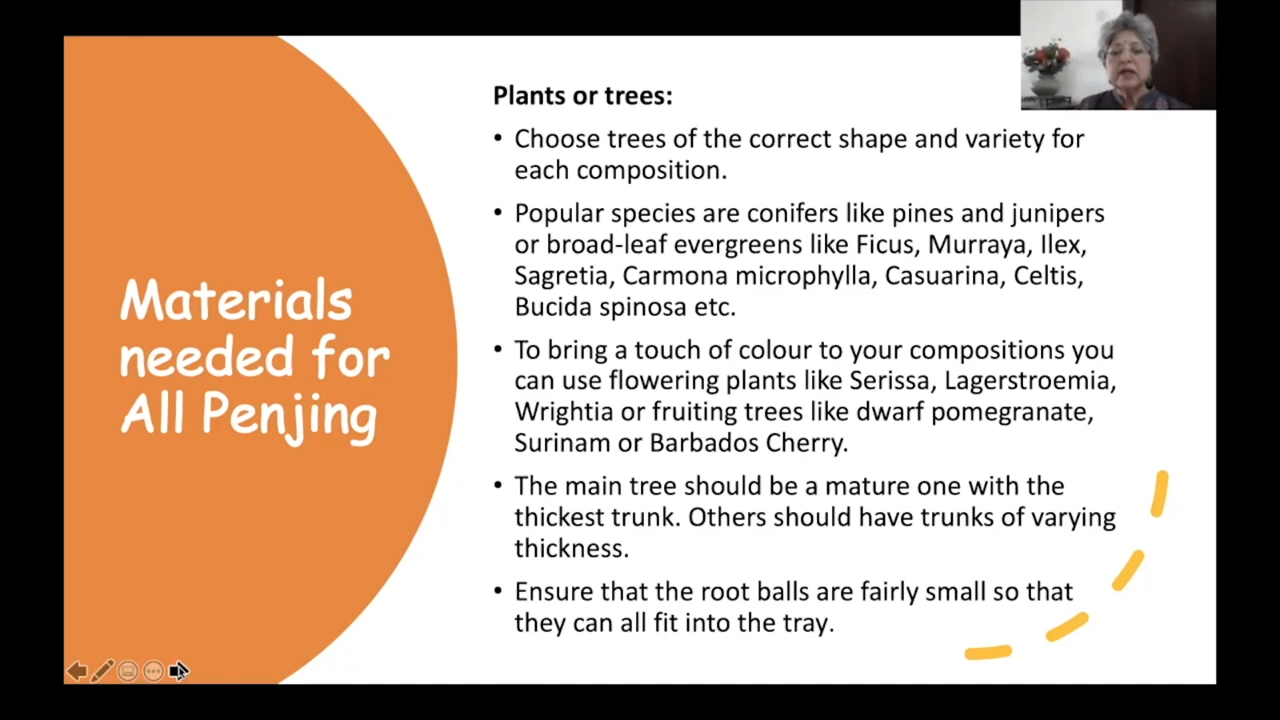 Materials
needed for
All Penjing
Plants or trees:
• Choose trees of the correct shape and variety for
each composition.
• Popular species are conifers like pines and junipers
or broad-leaf evergreens like Ficus, Murraya, Ilex,
Sagretia, Carmona microphylla, Casuarina, Celtis,
Bucida spinosa etc.
• To bring a touch of colour to your compositions you
can use flowering plants like Serissa, Lagerstroemia,
Wrightia or fruiting trees like dwarf pomegranate,
Surinam or Barbados Cherry.
• The main tree should be a mature one with the
thickest trunk. Others should have trunks of varying
thickness.
• Ensure that the root balls are fairly small so that
they can all fit into the tray.